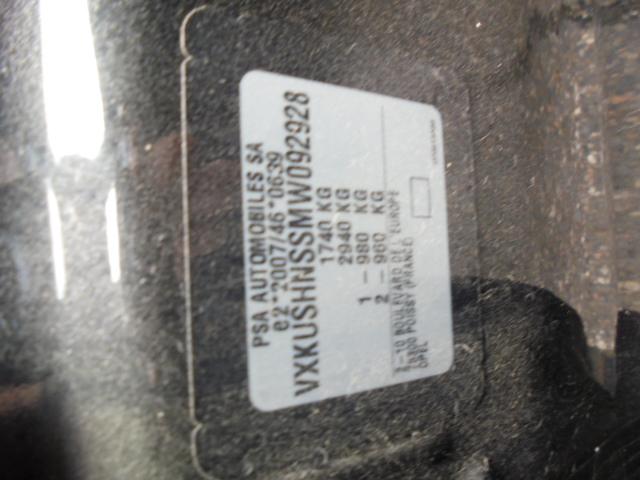 PSA AUTOMOBILES SA
e2*2007/46*0639
VXKUSHNSSMW092928
1740 KG
2940 KG
1 - 980 KG
2 - 960 KG
2-10 BOULEVARD DE L'EUROPE
78300 POISSY (FRANCE)
OPEL